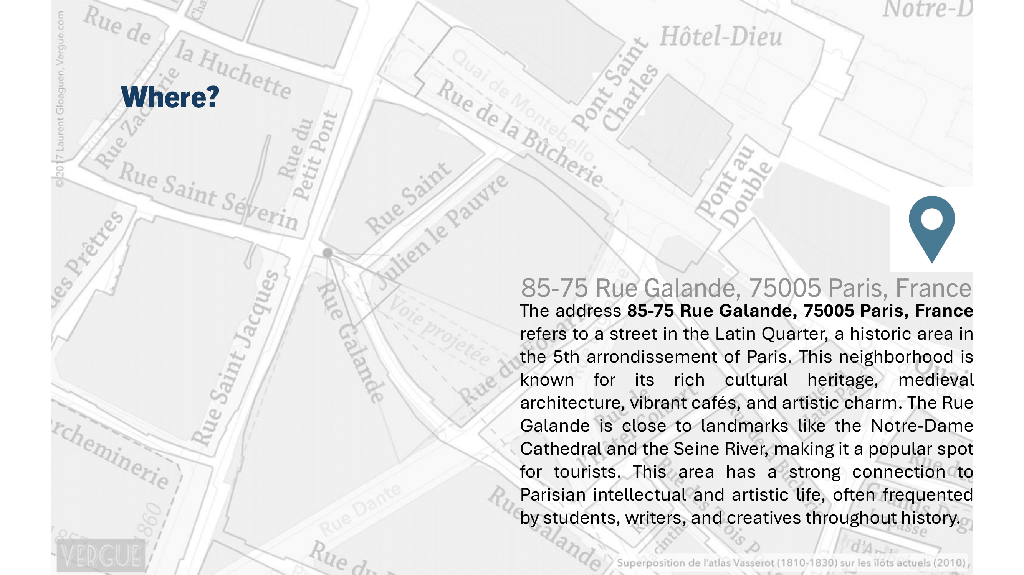 © 2017 Laurent Gloaguen, Vergue.com
Rue de
la Huchette
Rue Zacharie
Rue du
Petit Pont
Rue Saint Séverin
Hôtel-Dieu
Notre-D
Quai de Montebello
Pont Saint
Charles
Rue de la Bûcherie
Pont au
Double
Rue Saint
Julien le Pauvre
Where?
Rue Galande
Voie projetée
Rue Saint Jacques
Rue Dante
Rue Galande
Rue du
85-75 Rue Galande, 75005 Paris, France
The address 85-75 Rue Galande, 75005 Paris, France
refers to a street in the Latin Quarter, a historic area in
the 5th arrondissement of Paris. This neighborhood is
known for its rich cultural heritage, medieval
architecture, vibrant cafés, and artistic charm. The Rue
Galande is close to landmarks like the Notre-Dame
Cathedral and the Seine River, making it a popular spot
for tourists. This area has a strong connection to
Parisian intellectual and artistic life, often frequented
by students, writers, and creatives throughout history.
VERGUE
Superposition de l'atlas Vasserot (1810-1830) sur les îlots actuels (2010) ,